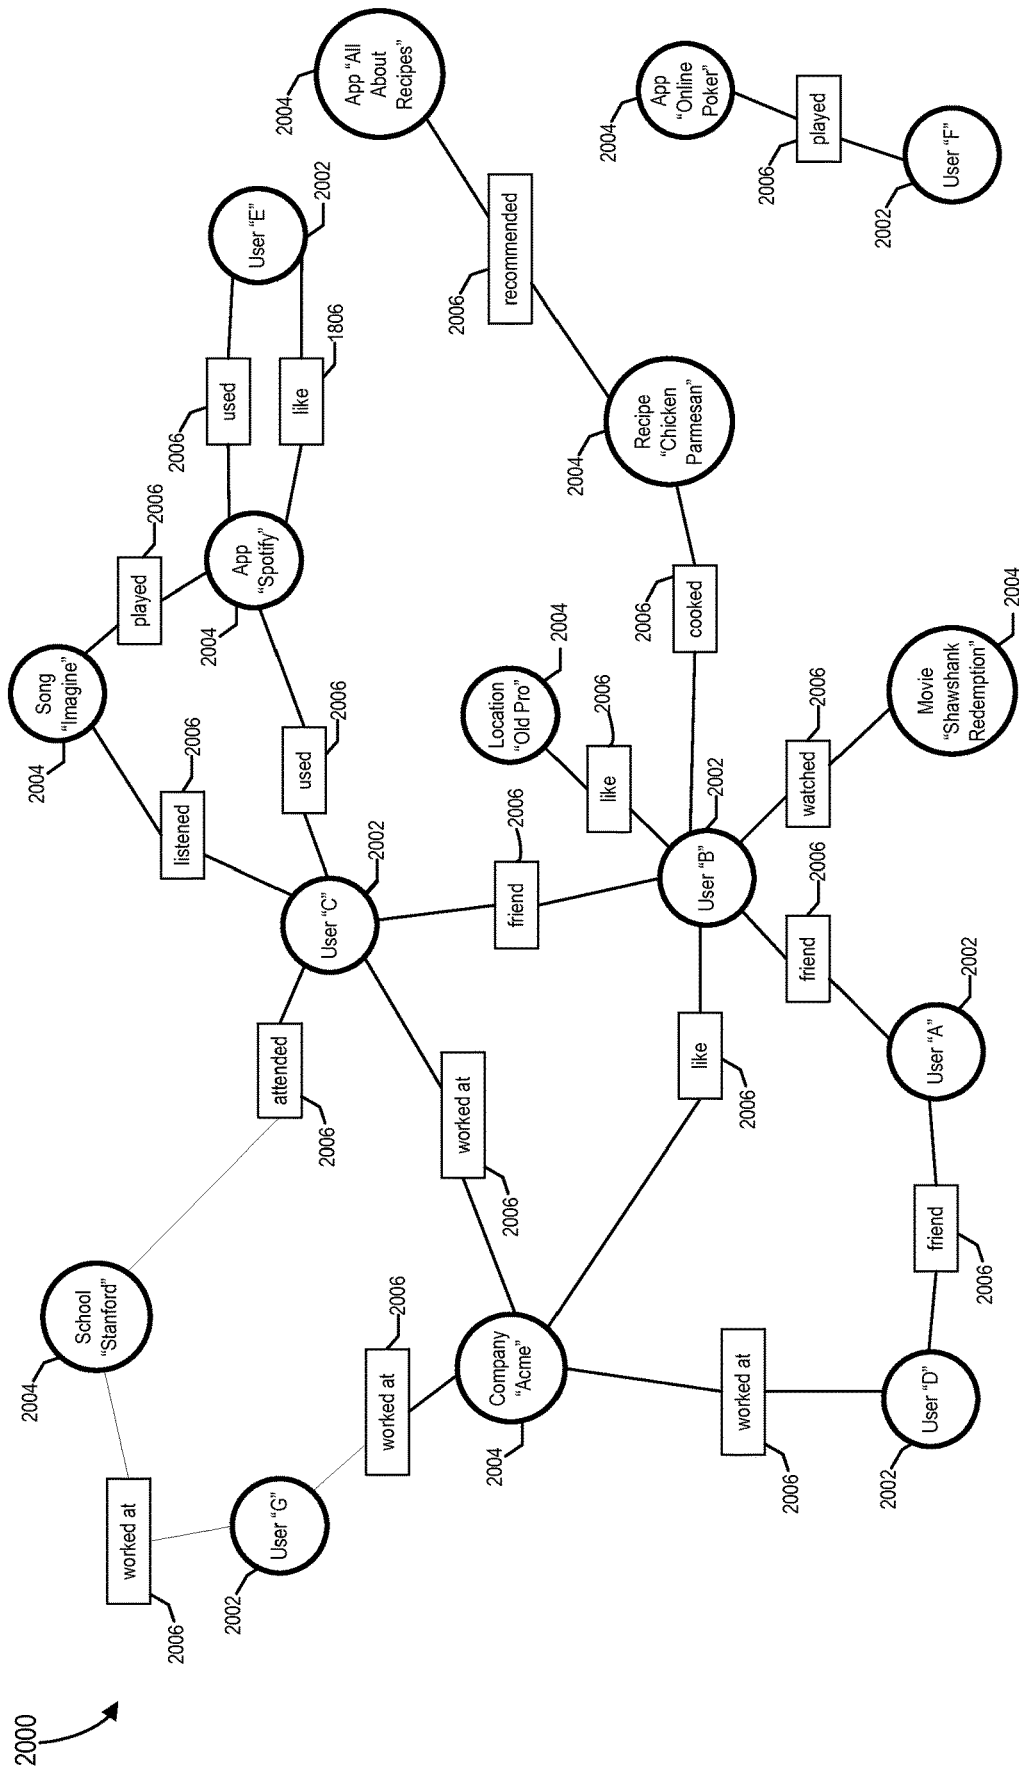 2000
2004
School
"Stanford"
2004
Song
"Imagine"
worked at
2006
played
2006
listened
2006
User "G"
2002
attended
2006
User "C"
2002
used
2006
App
"Spotify"
2004
used
2006
like
1806
User "E"
2002
App "All
About
Recipes"
2004
worked at
2006
worked at
2006
Company
"Acme"
2004
friend
2006
Location
"Old Pro"
2004
like
2006
recommended
2006
Recipe
"Chicken
Parmesan"
2004
cooked
2006
App
"Online
Poker"
2004
worked at
2006
like
2006
User "B"
2002
friend
2006
watched
2006
played
2006
User "D"
2002
friend
2006
User "A"
2002
Movie
"Shawshank
Redemption"
2004
User "F"
2002